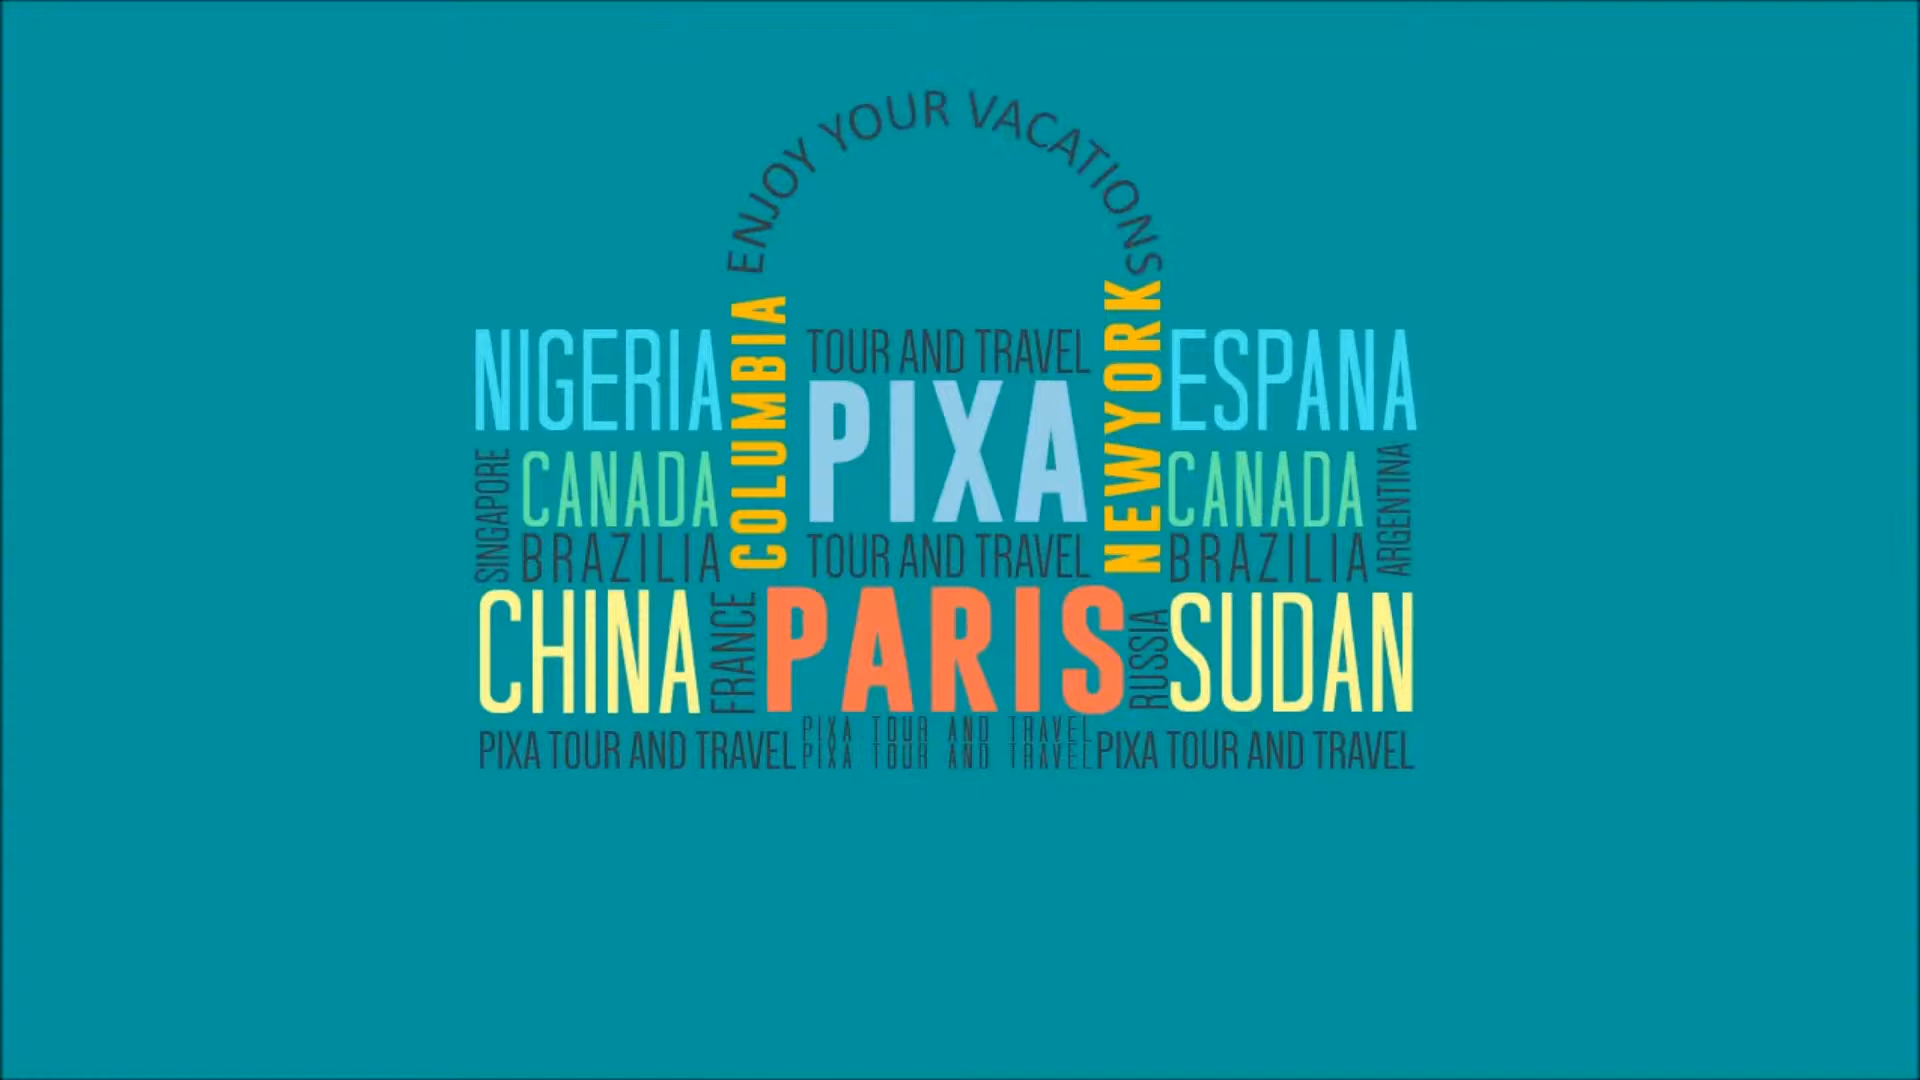 ENJOY YOUR VACATIONS
NIGERIA
COLUMBIA
TOUR AND TRAVEL
PIXA
TOUR AND TRAVEL
NEWYORK
ESPANA
SINGAPORE
CANADA
BRAZILIA
CANADA
BRAZILIA
ARGENTINA
CHINA
FRANCE
PARIS
RUSSIA
SUDAN
PIXA TOUR AND TRAVEL
PIXA TOUR AND TRAVEL
PIXA TOUR AND TRAVEL
PIXA TOUR AND TRAVEL